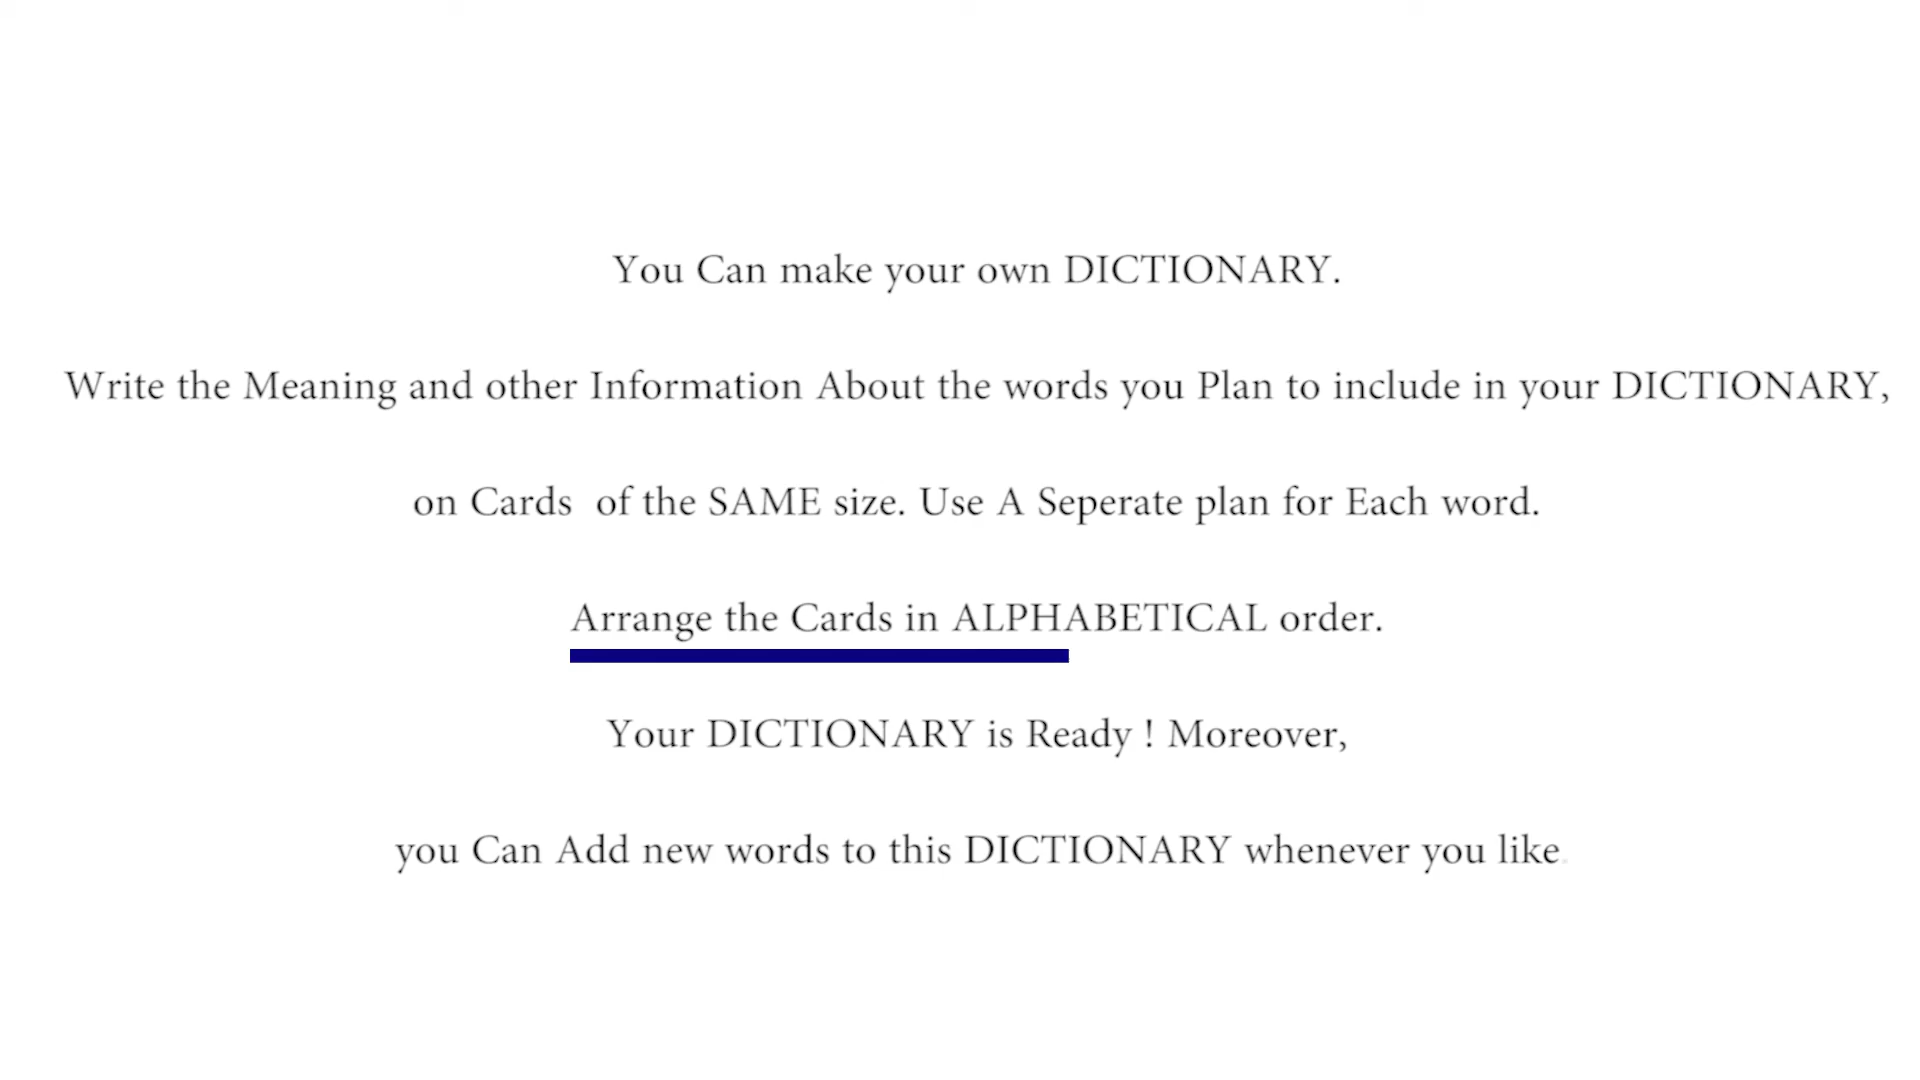 You Can make your own DICTIONARY.
Write the Meaning and other Information About the words you Plan to include in your DICTIONARY,
on Cards  of the SAME size. Use A Seperate plan for Each word.
Arrange the Cards in ALPHABETICAL order.
Your DICTIONARY is Ready ! Moreover,
you Can Add new words to this DICTIONARY whenever you like.